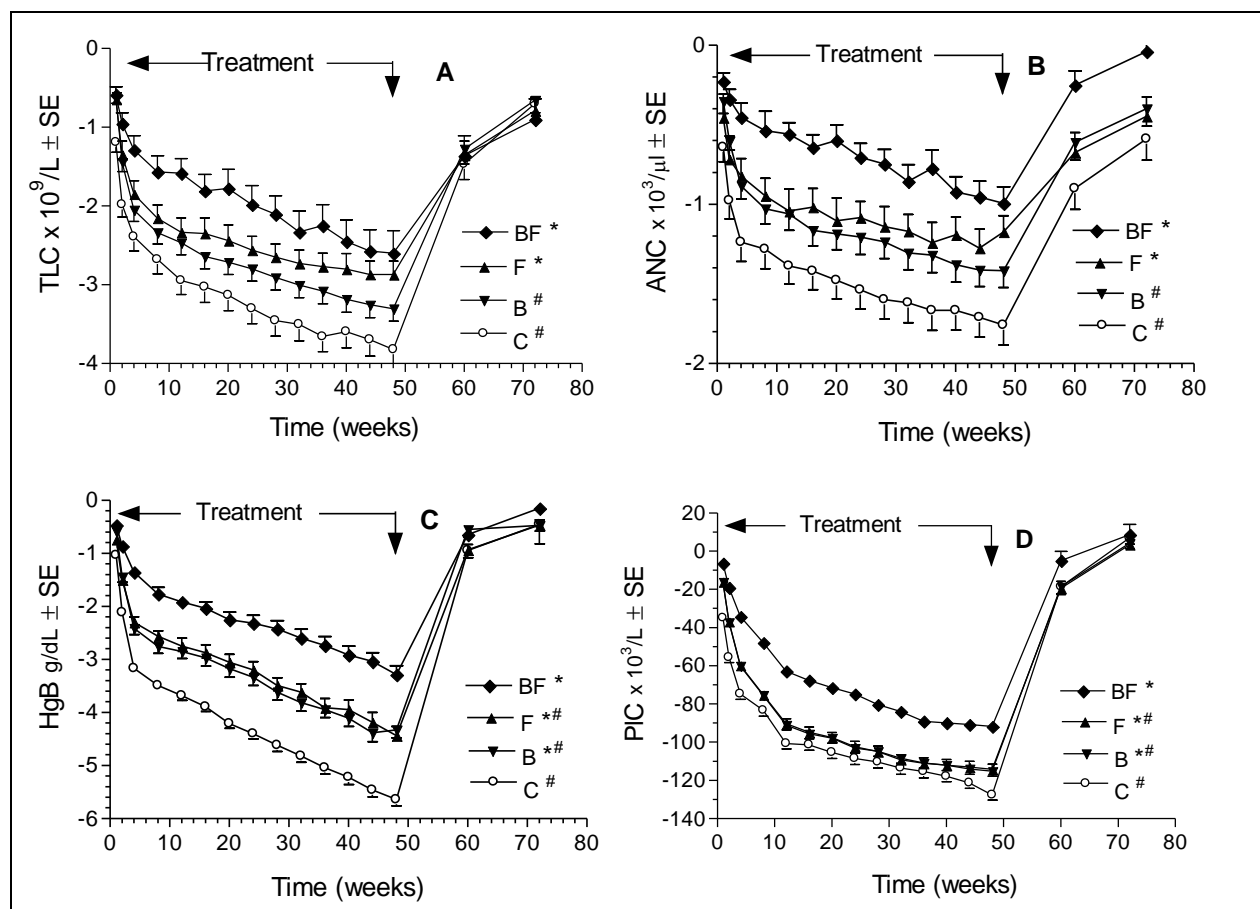 TLC x 10⁹/L ± SE
0
-1
-2
-3
-4
Treatment
A
BF *
F *
B #
C #
0 10 20 30 40 50 60 70 80
Time (weeks)
ANC x 10³/µl ± SE
0
-1
-2
Treatment
B
BF *
F *
B #
C #
0 10 20 30 40 50 60 70 80
Time (weeks)
HgB g/dL ± SE
0
-1
-2
-3
-4
-5
-6
Treatment
C
BF *
F *#
B *#
C #
0 10 20 30 40 50 60 70 80
Time (weeks)
PlC x 10³/L ± SE
20
0
-20
-40
-60
-80
-100
-120
-140
Treatment
D
BF *
F *#
B *#
C #
0 10 20 30 40 50 60 70 80
Time (weeks)